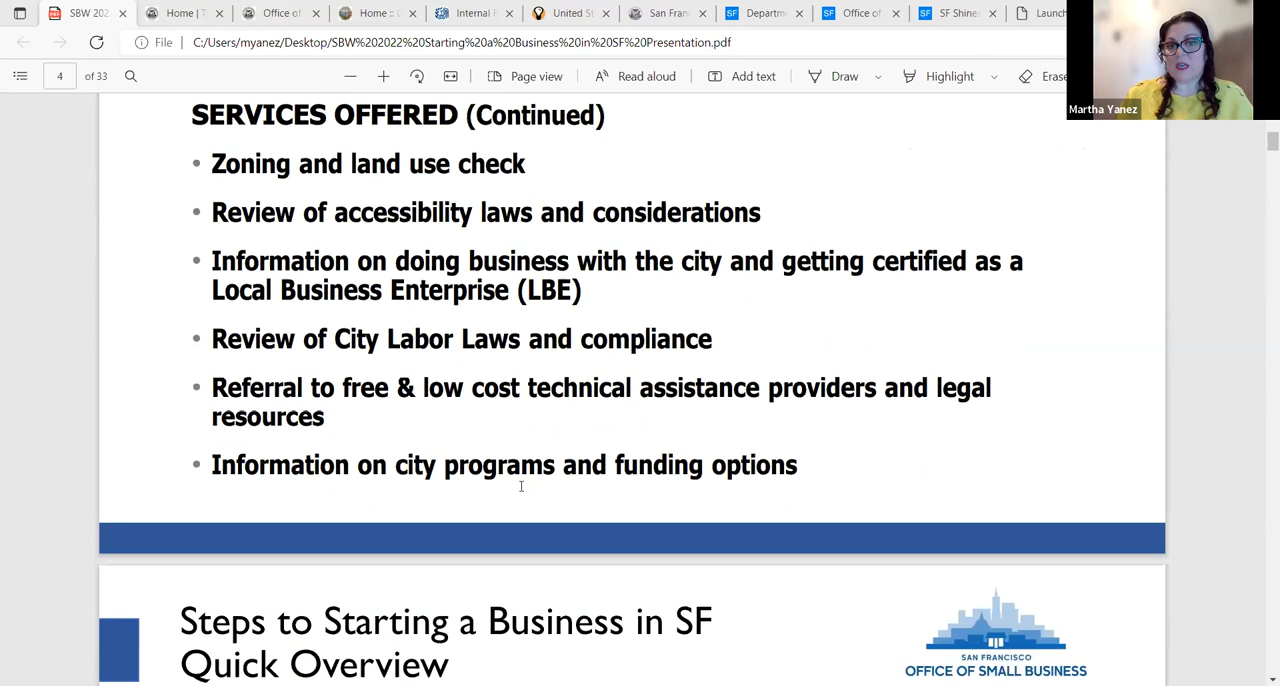 SBW 202
Home | T
Office of
Home :: C
Internal R
United St
San Franc
Departm
Office of
SF Shines
Launch
File
C:/Users/myanez/Desktop/SBW%202022%20Starting%20a%20Business%20in%20SF%20Presentation.pdf
4 of 33
Page view
Read aloud
Add text
Draw
Highlight
Erase
Martha Yanez
SERVICES OFFERED (Continued)
• Zoning and land use check
• Review of accessibility laws and considerations
• Information on doing business with the city and getting certified as a
Local Business Enterprise (LBE)
• Review of City Labor Laws and compliance
• Referral to free & low cost technical assistance providers and legal
resources
• Information on city programs and funding options
Steps to Starting a Business in SF
Quick Overview
SAN FRANCISCO
OFFICE OF SMALL BUSINESS